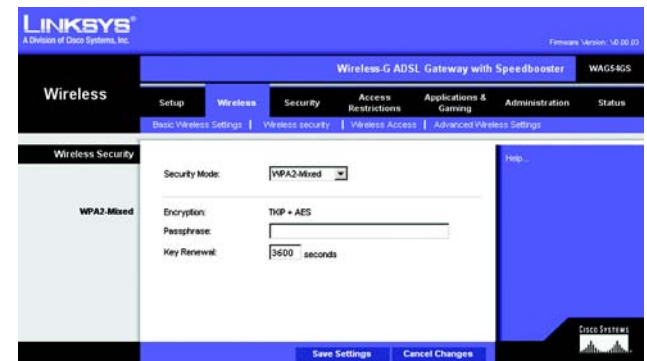 LINKSYS®
A Division of Cisco Systems, Inc.
Firmware Version: V1.00.03
Wireless-G ADSL Gateway with Speedbooster WAG54GS
Wireless
Setup Wireless Security Access Restrictions Applications & Gaming Administration Status
Basic Wireless Settings | Wireless security | Wireless Access | Advanced Wireless Settings
Wireless Security
Help...
Security Mode: WPA2-Mixed
WPA2-Mixed
Encryption: TKIP + AES
Passphrase:
Key Renewal: 3600 seconds
CISCO SYSTEMS
Save Settings Cancel Changes